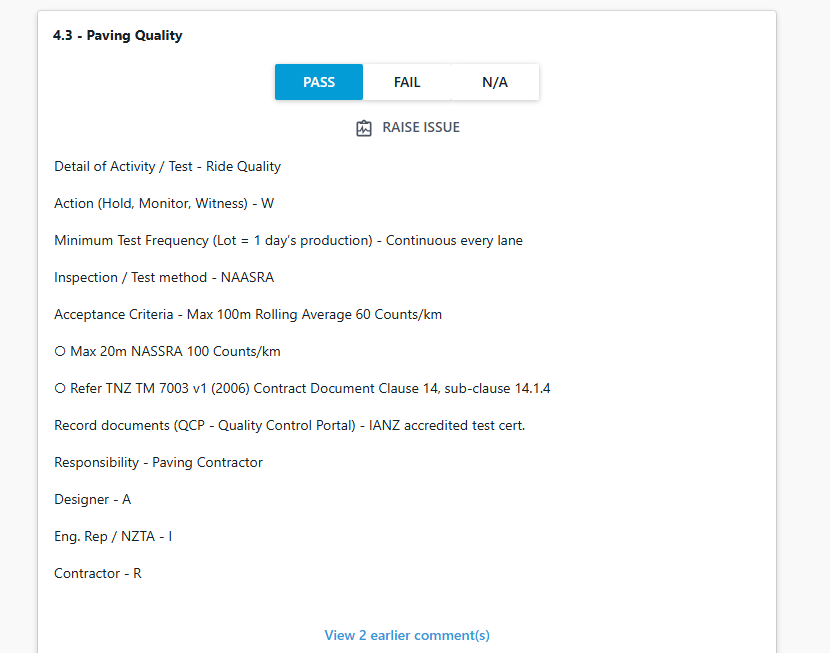 4.3 - Paving Quality
PASS FAIL N/A
RAISE ISSUE
Detail of Activity / Test - Ride Quality
Action (Hold, Monitor, Witness) - W
Minimum Test Frequency (Lot = 1 day's production) - Continuous every lane
Inspection / Test method - NAASRA
Acceptance Criteria - Max 100m Rolling Average 60 Counts/km
O Max 20m NASSRA 100 Counts/km
O Refer TNZ TM 7003 v1 (2006) Contract Document Clause 14, sub-clause 14.1.4
Record documents (QCP - Quality Control Portal) - IANZ accredited test cert.
Responsibility - Paving Contractor
Designer - A
Eng. Rep / NZTA - I
Contractor - R
View 2 earlier comment(s)